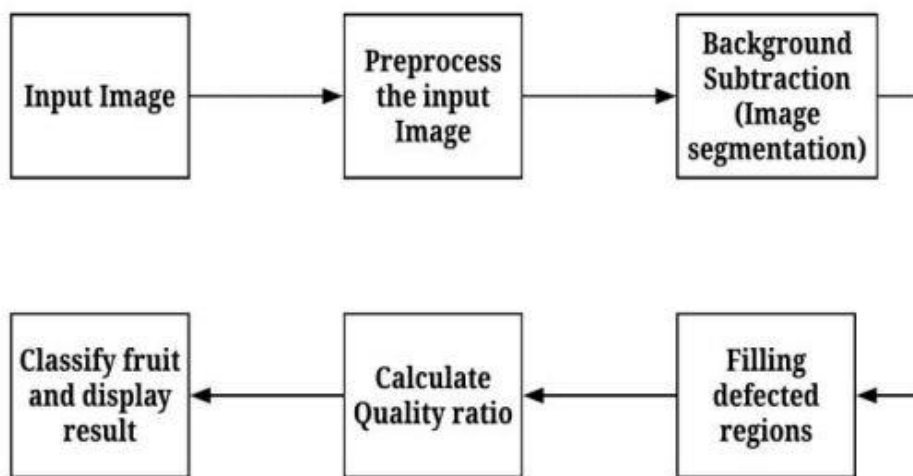 Input Image
Preprocess
the input
Image
Background
Subtraction
(Image
segmentation)
Filling
defected
regions
Calculate
Quality ratio
Classify fruit
and display
result